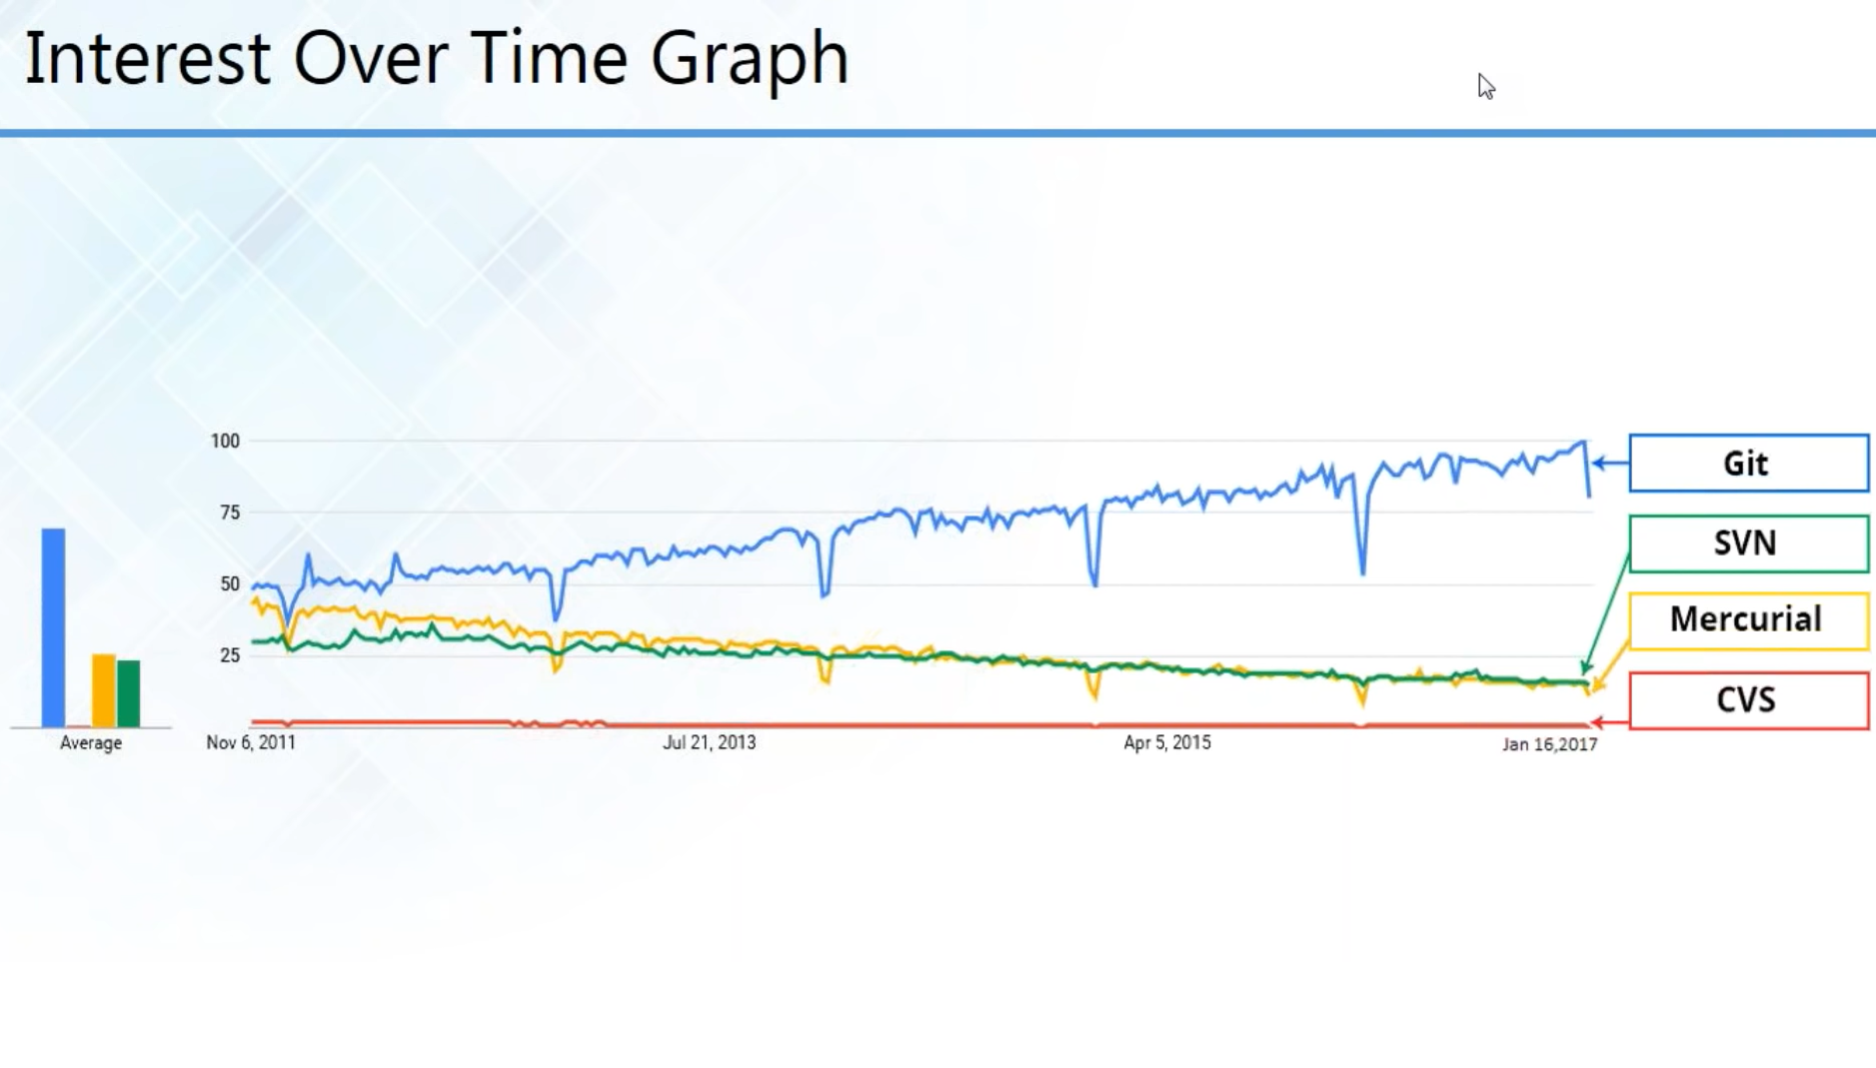 Interest Over Time Graph
100
75
50
25
Average
Nov 6, 2011
Jul 21, 2013
Apr 5, 2015
Jan 16,2017
Git
SVN
Mercurial
CVS